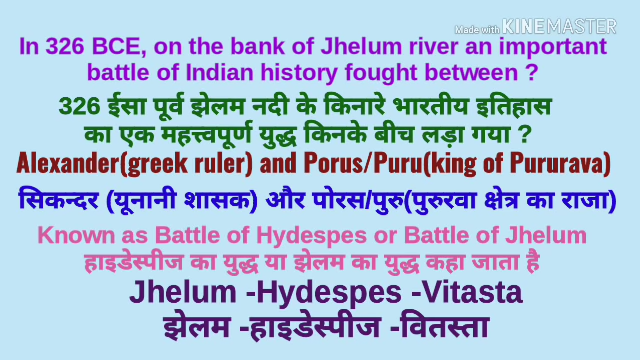 Made with KINEMASTER
In 326 BCE, on the bank of Jhelum river an important
battle of Indian history fought between ?
326 ईसा पूर्व झेलम नदी के किनारे भारतीय इतिहास
का एक महत्त्वपूर्ण युद्ध किनके बीच लड़ा गया ?
Alexander(greek ruler) and Porus/Puru(king of Pururava)
सिकन्दर (यूनानी शासक) और पोरस/पुरु(पुरुरवा क्षेत्र का राजा)
Known as Battle of Hydespes or Battle of Jhelum
हाइडेस्पीज का युद्ध या झेलम का युद्ध कहा जाता है
Jhelum -Hydespes -Vitasta
झेलम -हाइडेस्पीज -वितस्ता